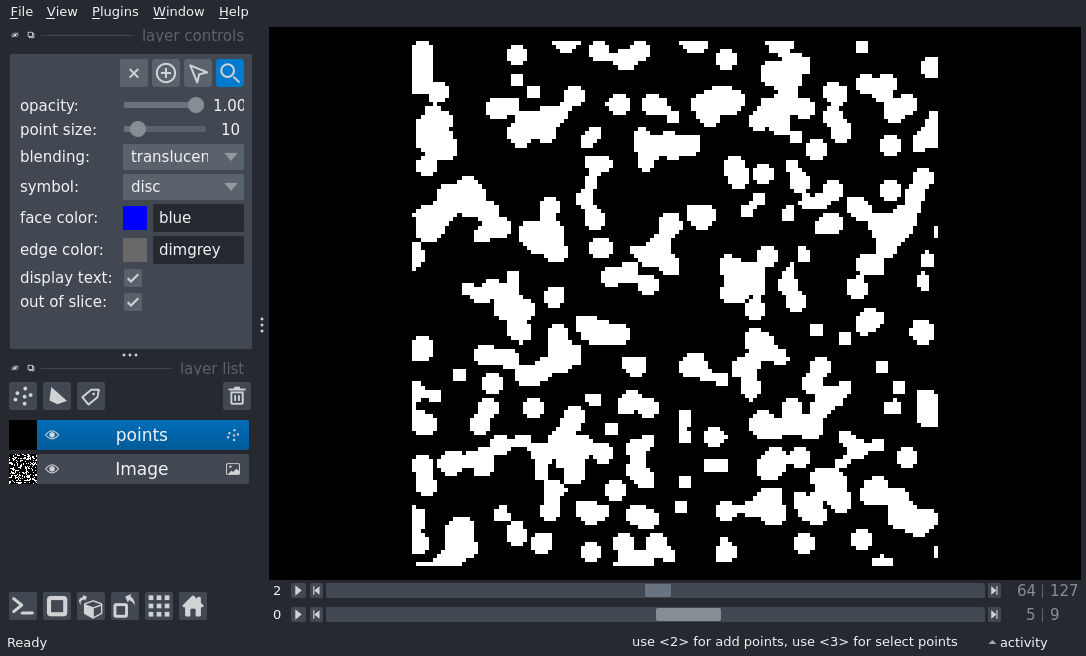 File View Plugins Window Help
layer controls
opacity: 1.00
point size: 10
blending: translucen
symbol: disc
face color: blue
edge color: dimgrey
display text:
out of slice:
layer list
points
Image
2 64 127
0 5 9
Ready use <2> for add points, use <3> for select points activity